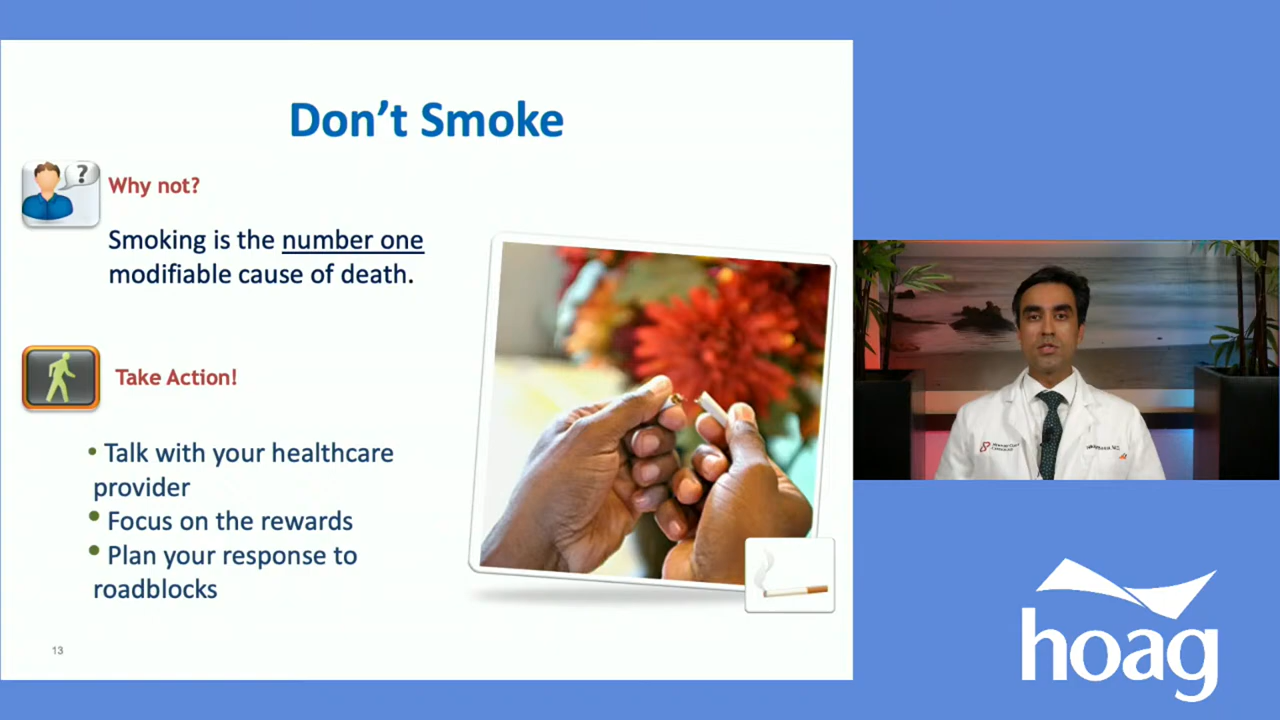 Don't Smoke
?
Why not?
Smoking is the number one
modifiable cause of death.
Take Action!
• Talk with your healthcare
provider
• Focus on the rewards
• Plan your response to
roadblocks
13
hoag